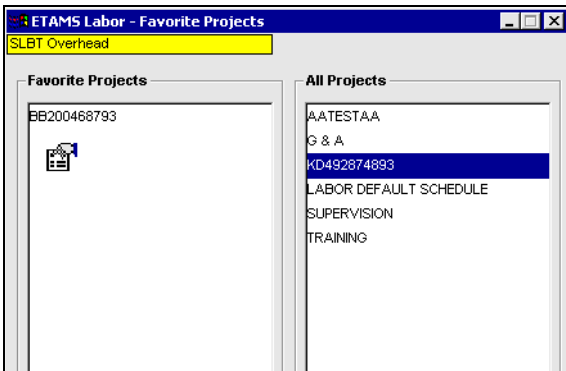 ETAMS Labor - Favorite Projects
SLBT Overhead
Favorite Projects
BB200468793
All Projects
AATESTAA
G & A
KD492874893
LABOR DEFAULT SCHEDULE
SUPERVISION
TRAINING